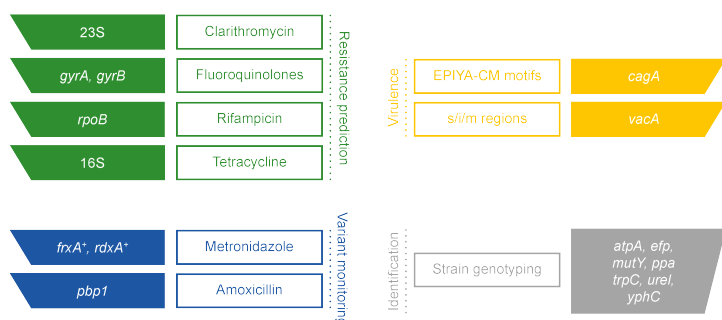 23S
Clarithromycin
gyrA, gyrB
Fluoroquinolones
rpoB
Rifampicin
16S
Tetracycline
Resistance prediction
frxA⁺, rdxA⁺
Metronidazole
pbp1
Amoxicillin
Variant monitoring
Virulence
EPIYA-CM motifs
cagA
s/i/m regions
vacA
Identification
Strain genotyping
atpA, efp,
mutY, ppa
trpC, ureI,
yphC